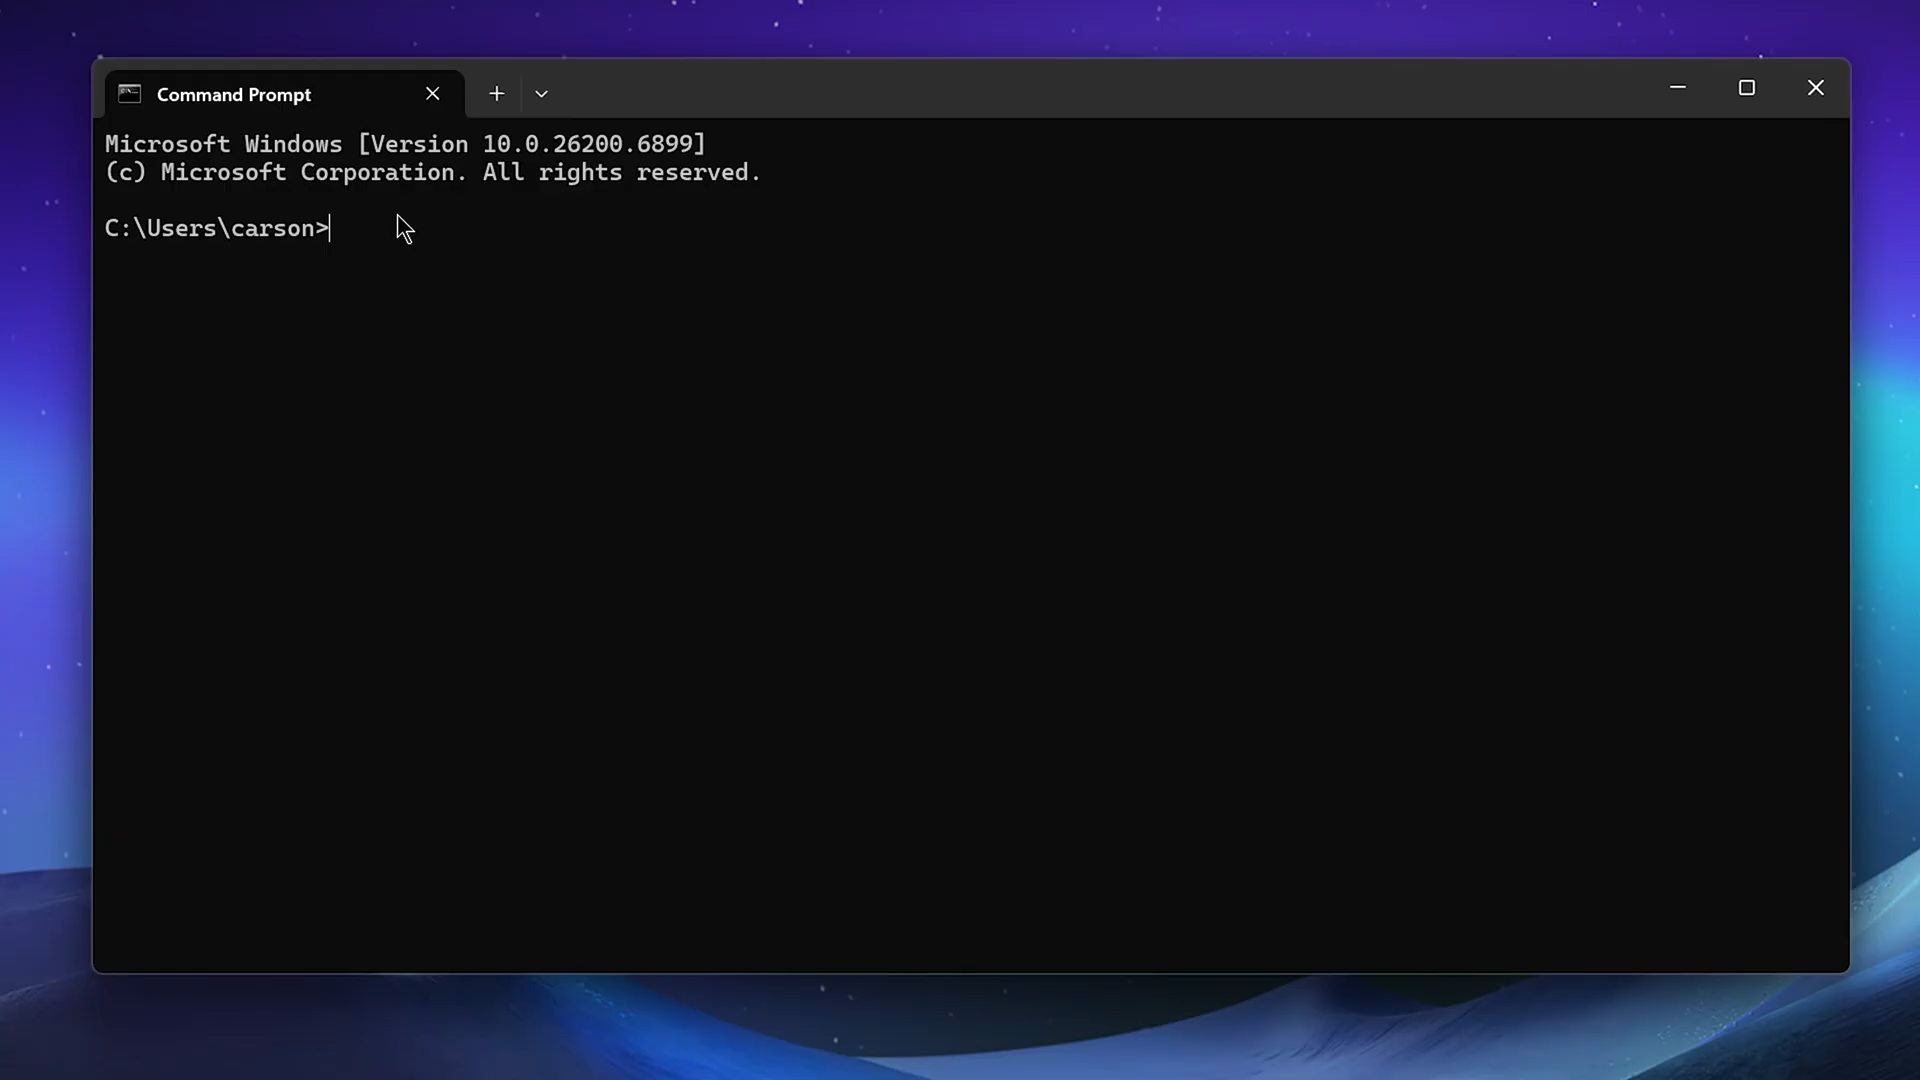 Command Prompt
Microsoft Windows [Version 10.0.26200.6899]
(c) Microsoft Corporation. All rights reserved.
C:\Users\carson>